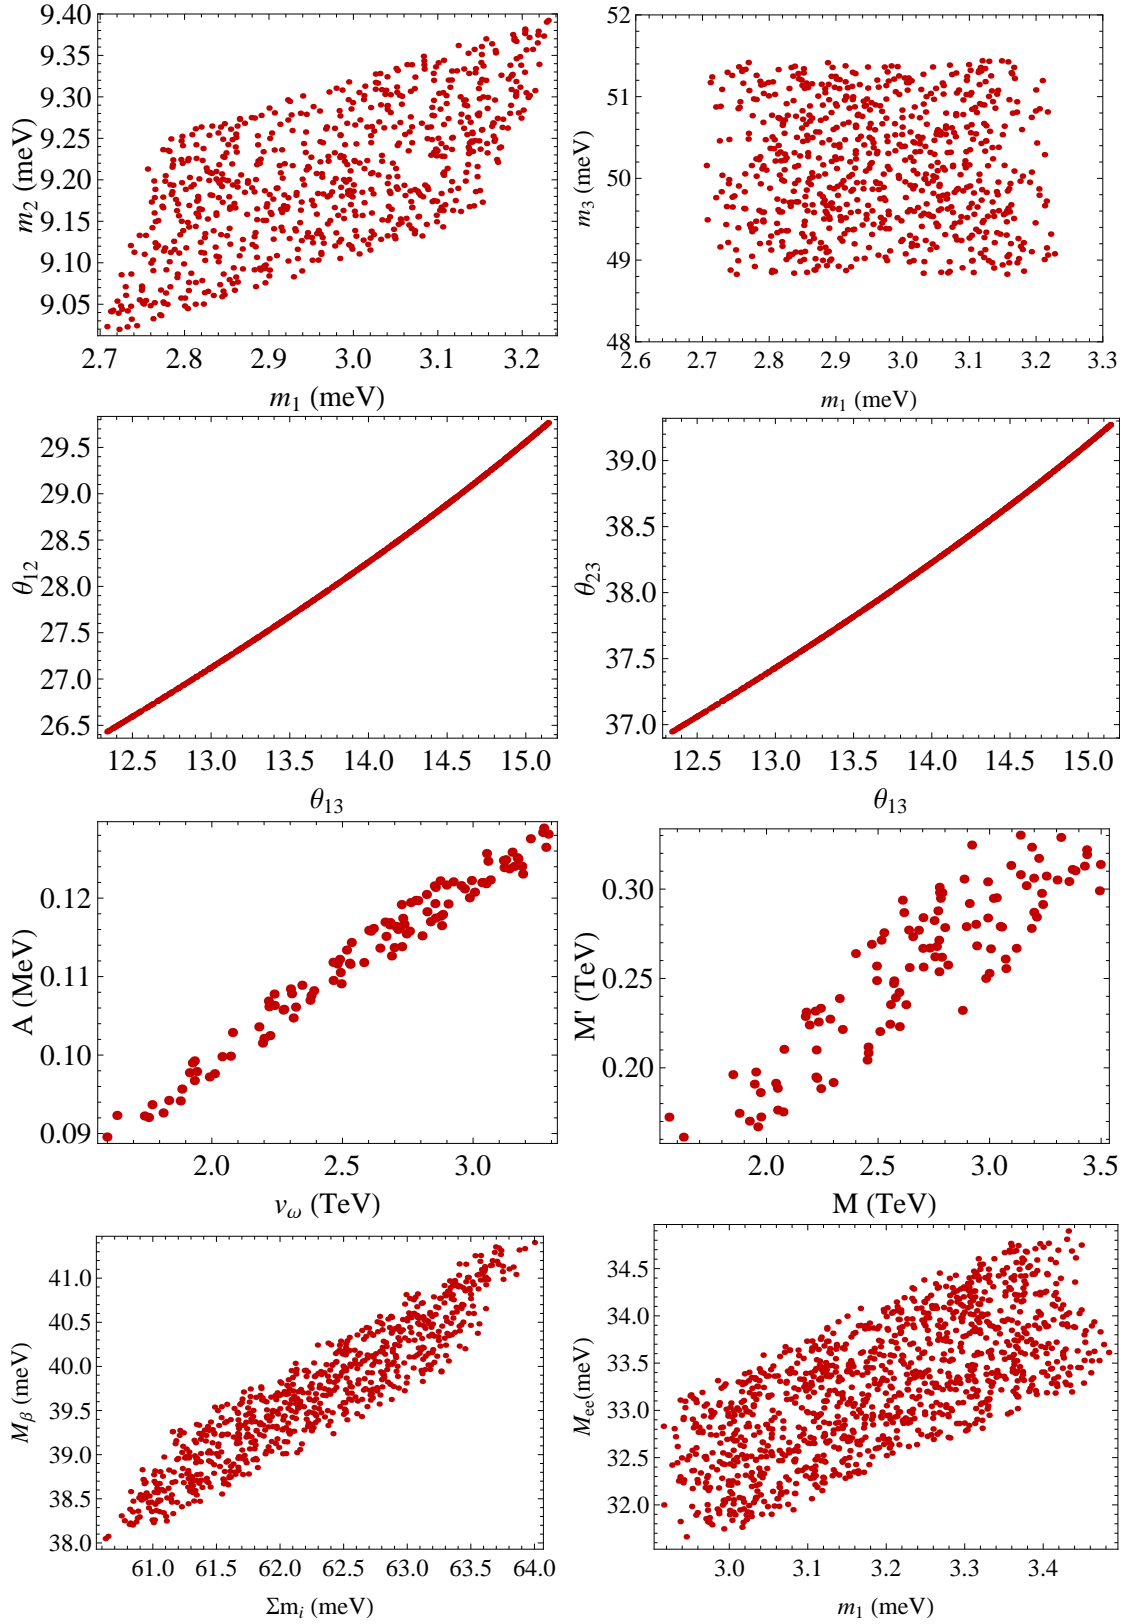 9.40
9.35
9.30
9.25
9.20
9.15
9.10
9.05
m2 (meV)
2.7 2.8 2.9 3.0 3.1 3.2
m1 (meV)
52
51
50
49
48
m3 (meV)
2.6 2.7 2.8 2.9 3.0 3.1 3.2 3.3
m1 (meV)
29.5
29.0
28.5
28.0
27.5
27.0
26.5
θ12
12.5 13.0 13.5 14.0 14.5 15.0
θ13
39.0
38.5
38.0
37.5
37.0
θ23
12.5 13.0 13.5 14.0 14.5 15.0
θ13
0.12
0.11
0.10
0.09
A (MeV)
2.0 2.5 3.0
vω (TeV)
0.30
0.20
M' (TeV)
2.0 2.5 3.0 3.5
M (TeV)
41.0
40.5
40.0
39.5
39.0
38.5
38.0
Mβ (meV)
61.0 61.5 62.0 62.5 63.0 63.5 64.0
Σmi (meV)
34.5
34.0
33.5
33.0
32.5
32.0
Mee(meV)
3.0 3.1 3.2 3.3 3.4
m1 (meV)